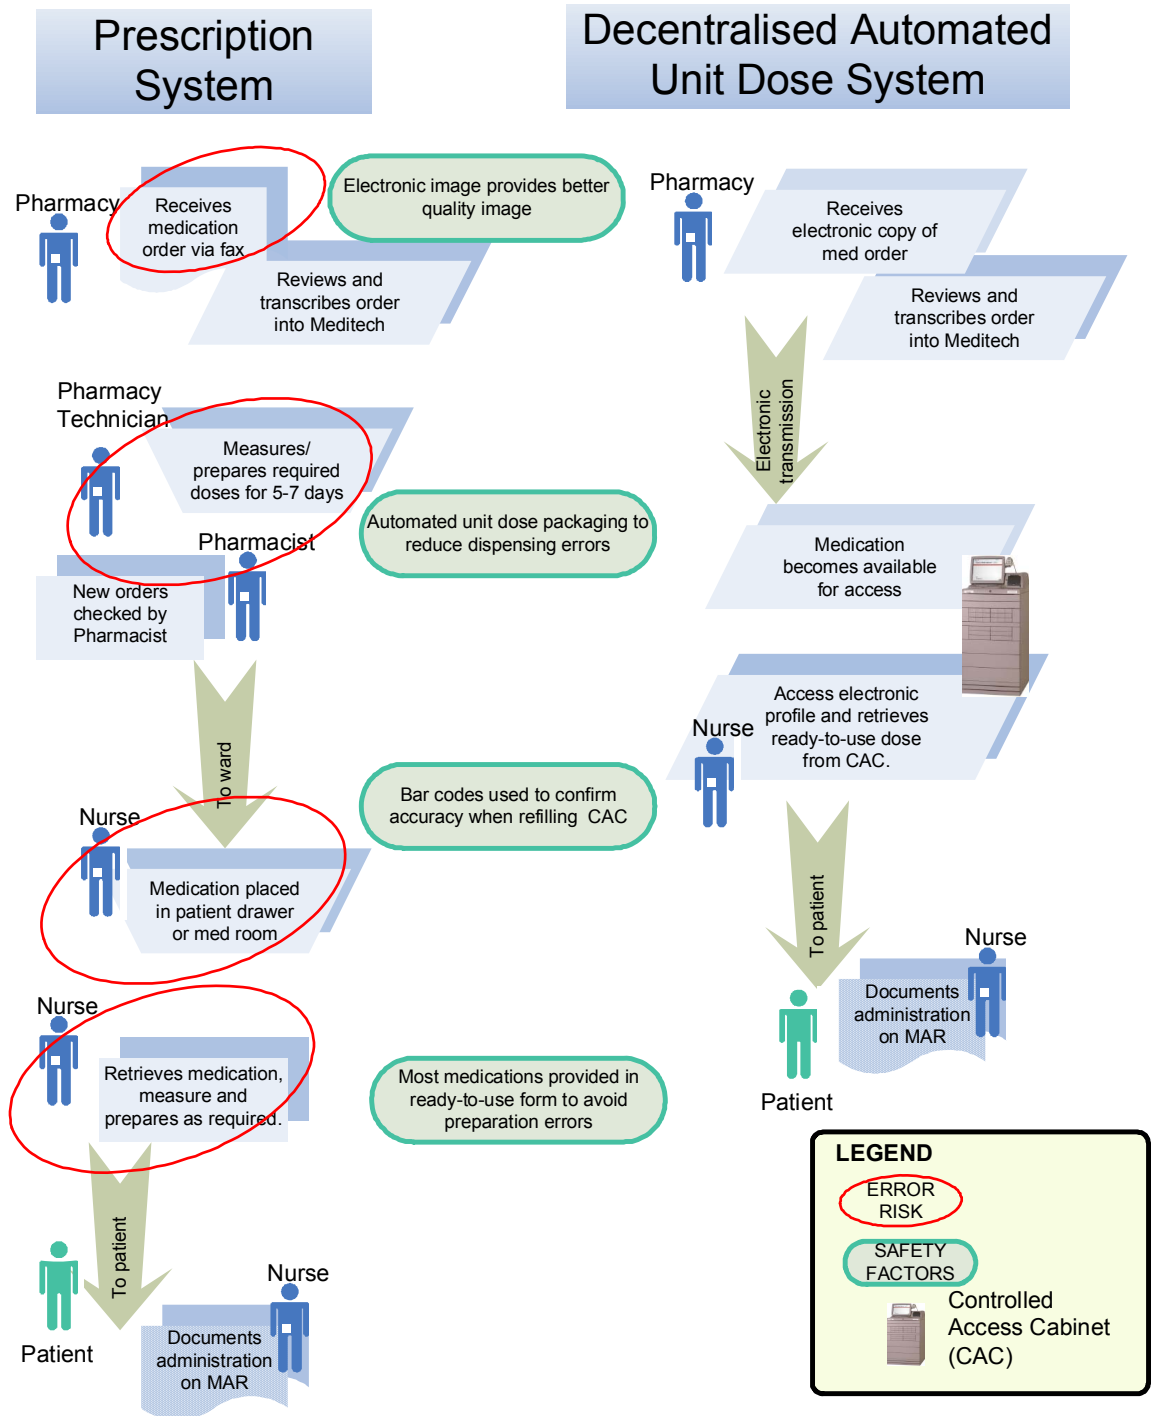 Prescription
System
Decentralised Automated
Unit Dose System
Pharmacy
Receives
medication
order via fax
Reviews and
transcribes order
into Meditech
Electronic image provides better
quality image
Pharmacy
Receives
electronic copy of
med order
Reviews and
transcribes order
into Meditech
Electronic
transmission
Pharmacy
Technician
Measures/
prepares required
doses for 5-7 days
Pharmacist
New orders
checked by
Pharmacist
Automated unit dose packaging to
reduce dispensing errors
Medication
becomes available
for access
Access electronic
profile and retrieves
ready-to-use dose
from CAC.
Nurse
To ward
Bar codes used to confirm
accuracy when refilling CAC
Nurse
Medication placed
in patient drawer
or med room
To patient
Nurse
Documents
administration
on MAR
Patient
Nurse
Retrieves medication,
measure and
prepares as required.
Most medications provided in
ready-to-use form to avoid
preparation errors
To patient
Nurse
Patient
Documents
administration
on MAR
LEGEND
ERROR
RISK
SAFETY
FACTORS
Controlled
Access Cabinet
(CAC)